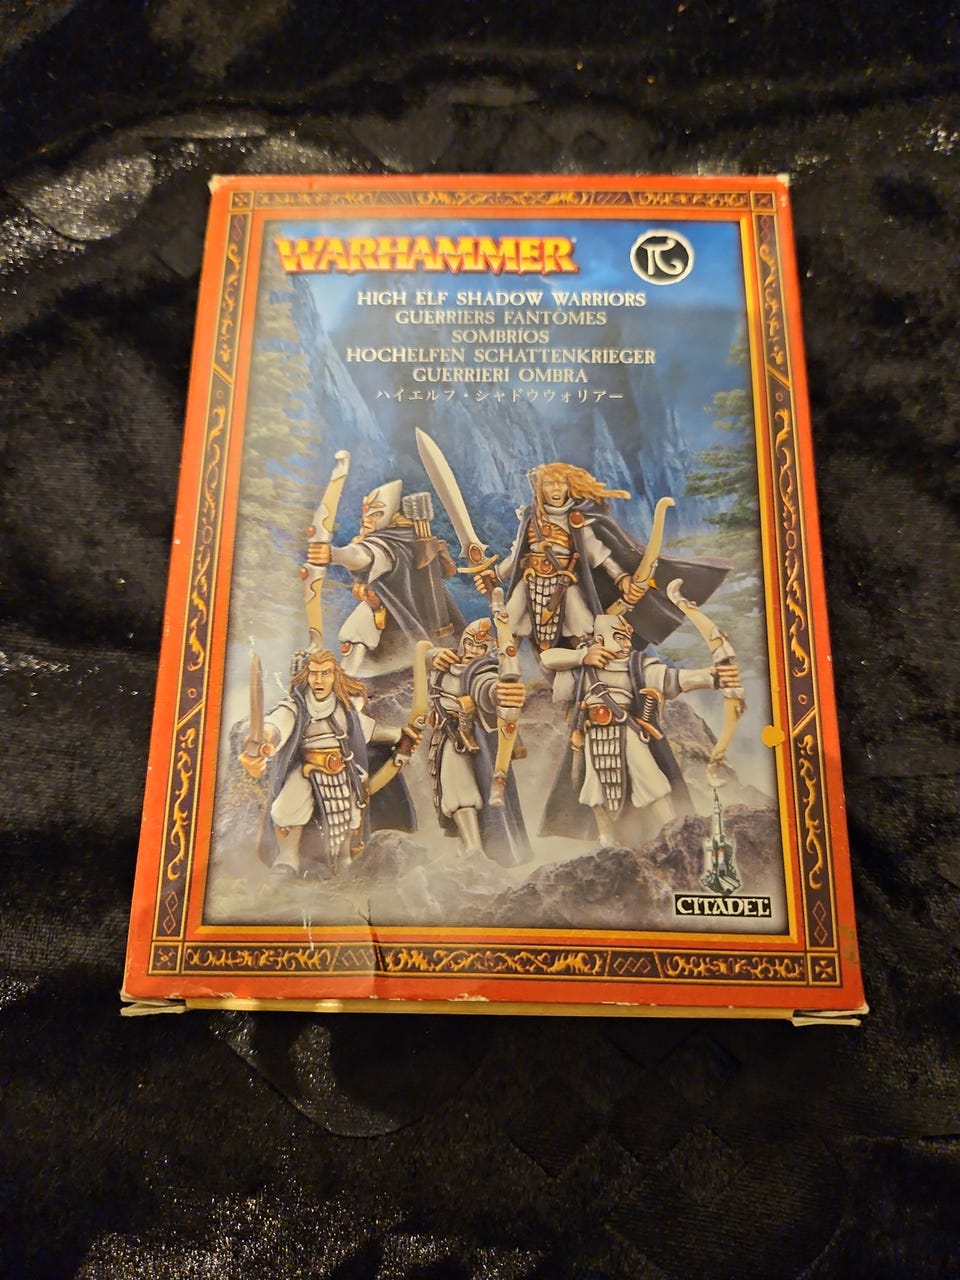 WARHAMMER
HIGH ELF SHADOW WARRIORS
GUERRIERS FANTÔMES
SOMBRÍOS
HOCHELFEN SCHATTENKRIEGER
GUERRIERI OMBRA
ハイエルフ・シャドウウォリアー
CITADEL